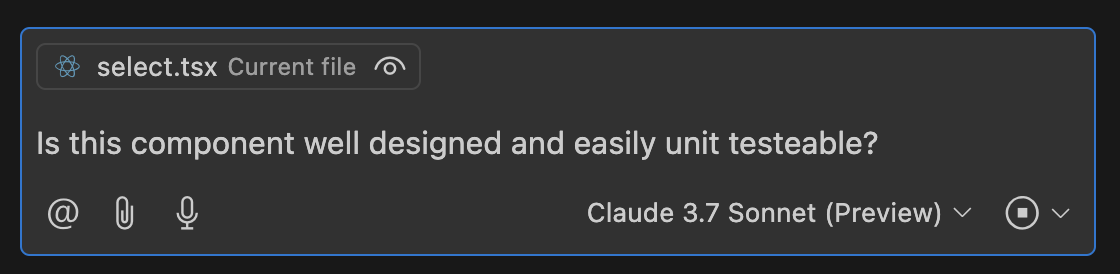 select.tsx Current file
Is this component well designed and easily unit testeable?
@ Claude 3.7 Sonnet (Preview)